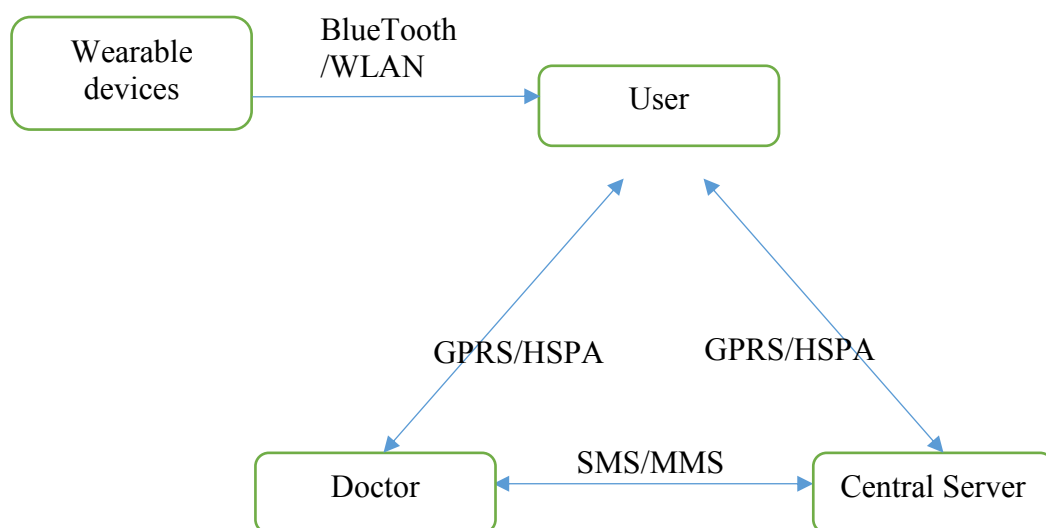 BlueTooth
/WLAN
Wearable
devices
User
GPRS/HSPA
GPRS/HSPA
SMS/MMS
Doctor
Central Server